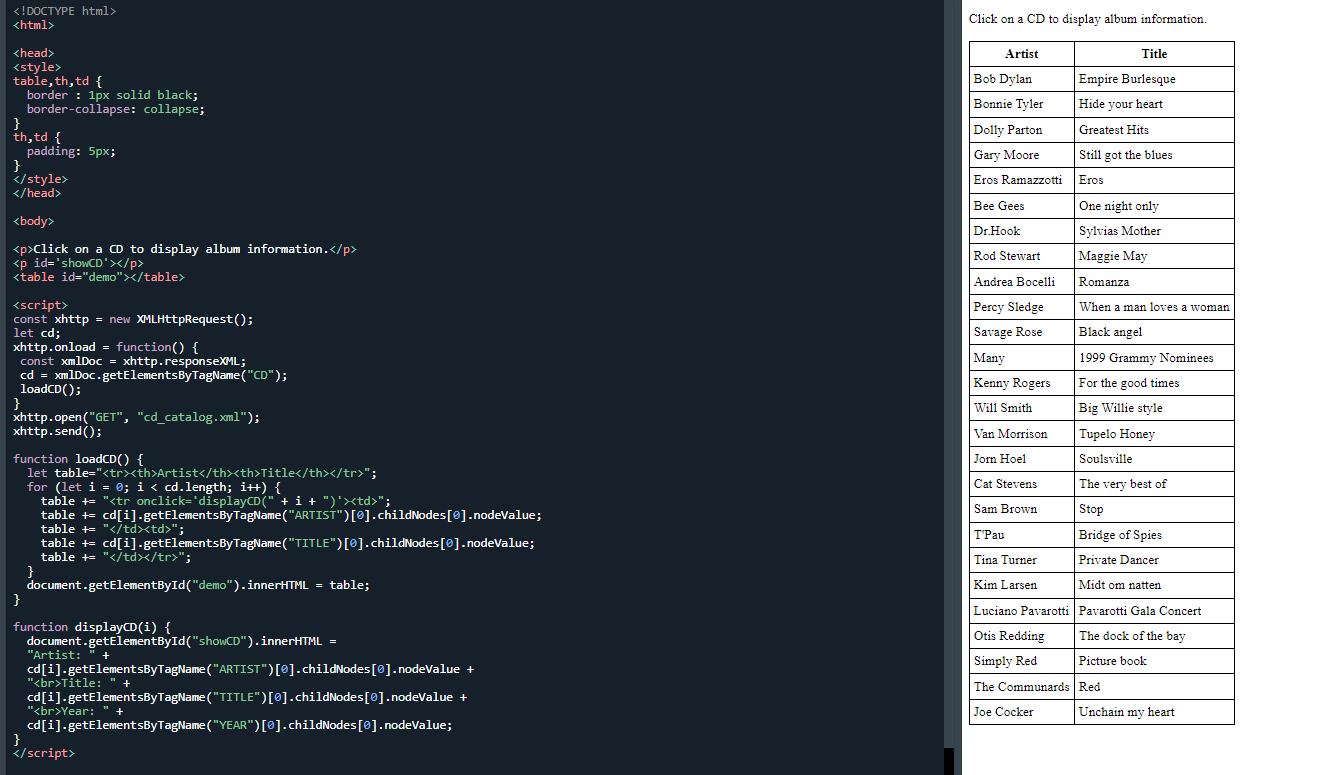 <!DOCTYPE html>
<html>
<head>
<style>
table,th,td {
  border : 1px solid black;
  border-collapse: collapse;
}
th,td {
  padding: 5px;
}
</style>
</head>
<body>
<p>Click on a CD to display album information.</p>
<p id='showCD'></p>
<table id="demo"></table>
<script>
const xhttp = new XMLHttpRequest();
let cd;
xhttp.onload = function() {
 const xmlDoc = xhttp.responseXML;
 cd = xmlDoc.getElementsByTagName("CD");
 loadCD();
}
xhttp.open("GET", "cd_catalog.xml");
xhttp.send();
function loadCD() {
  let table="<tr><th>Artist</th><th>Title</th></tr>";
  for (let i = 0; i < cd.length; i++) {
    table += "<tr onclick='displayCD(" + i + ")'><td>";
    table += cd[i].getElementsByTagName("ARTIST")[0].childNodes[0].nodeValue;
    table += "</td><td>";
    table += cd[i].getElementsByTagName("TITLE")[0].childNodes[0].nodeValue;
    table += "</td></tr>";
  }
  document.getElementById("demo").innerHTML = table;
}
function displayCD(i) {
  document.getElementById("showCD").innerHTML =
  "Artist: " +
  cd[i].getElementsByTagName("ARTIST")[0].childNodes[0].nodeValue +
  "<br>Title: " +
  cd[i].getElementsByTagName("TITLE")[0].childNodes[0].nodeValue +
  "<br>Year: " +
  cd[i].getElementsByTagName("YEAR")[0].childNodes[0].nodeValue;
}
</script>
Click on a CD to display album information.
Artist Title
Bob Dylan Empire Burlesque
Bonnie Tyler Hide your heart
Dolly Parton Greatest Hits
Gary Moore Still got the blues
Eros Ramazzotti Eros
Bee Gees One night only
Dr.Hook Sylvias Mother
Rod Stewart Maggie May
Andrea Bocelli Romanza
Percy Sledge When a man loves a woman
Savage Rose Black angel
Many 1999 Grammy Nominees
Kenny Rogers For the good times
Will Smith Big Willie style
Van Morrison Tupelo Honey
Jorn Hoel Soulsville
Cat Stevens The very best of
Sam Brown Stop
T'Pau Bridge of Spies
Tina Turner Private Dancer
Kim Larsen Midt om natten
Luciano Pavarotti Pavarotti Gala Concert
Otis Redding The dock of the bay
Simply Red Picture book
The Communards Red
Joe Cocker Unchain my heart